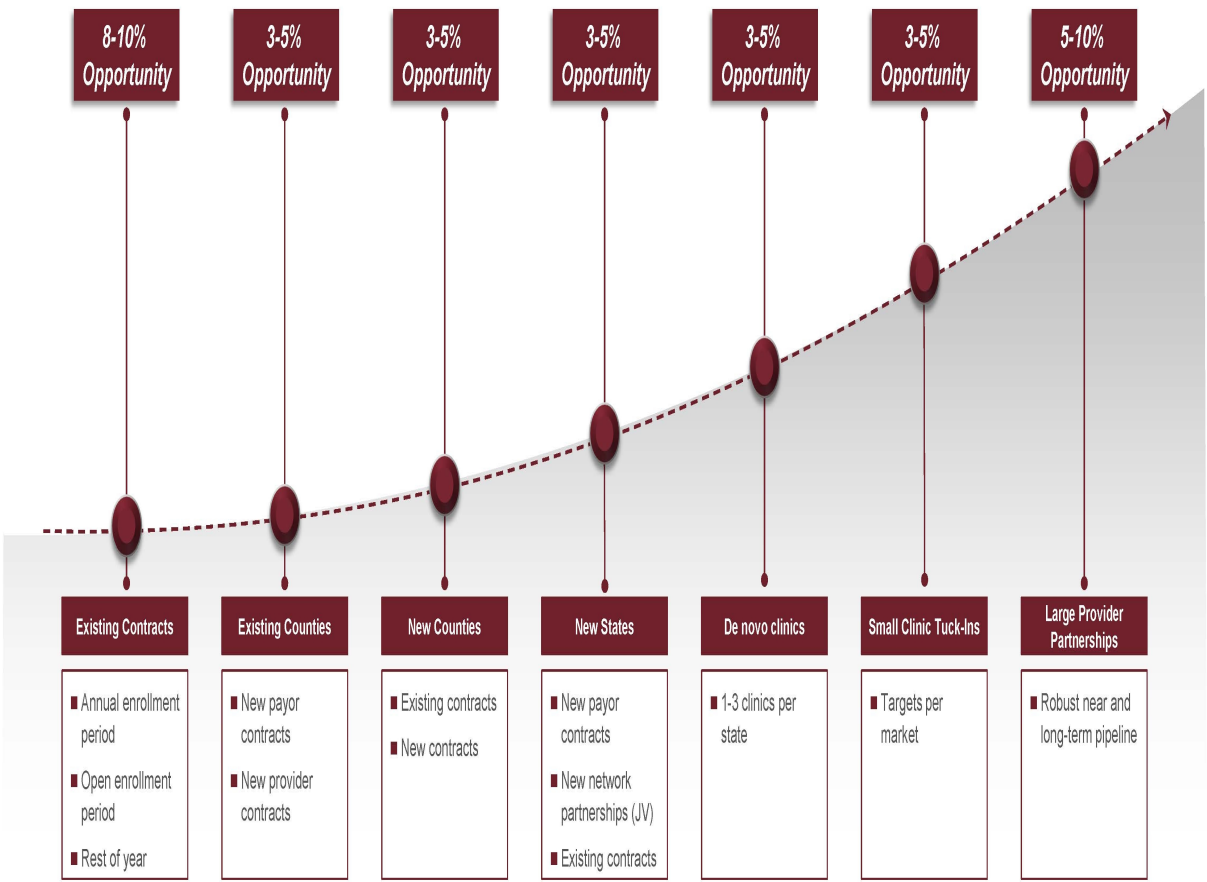 8-10%
Opportunity
3-5%
Opportunity
3-5%
Opportunity
3-5%
Opportunity
3-5%
Opportunity
3-5%
Opportunity
5-10%
Opportunity
Existing Contracts
Existing Counties
New Counties
New States
De novo clinics
Small Clinic Tuck-Ins
Large Provider
Partnerships
Annual enrollment
period
Open enrollment
period
Rest of year
New payor
contracts
New provider
contracts
Existing contracts
New contracts
New payor
contracts
New network
partnerships (JV)
Existing contracts
1-3 clinics per
state
Targets per
market
Robust near and
long-term pipeline